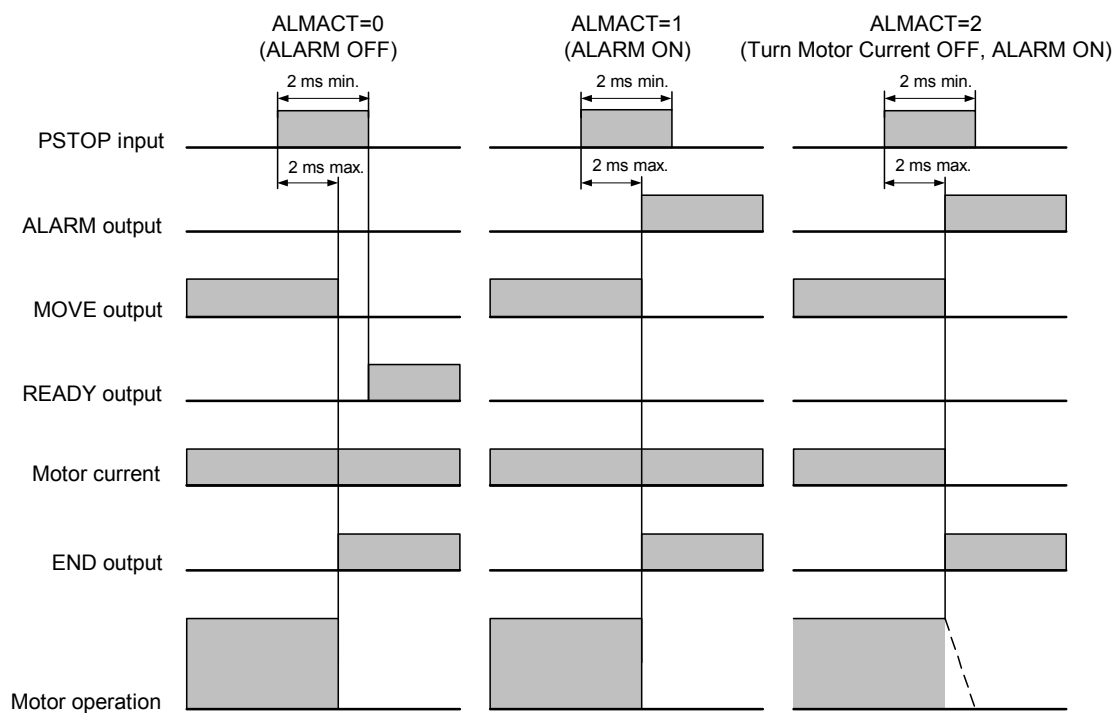 ALMACT=0
(ALARM OFF)
ALMACT=1
(ALARM ON)
ALMACT=2
(Turn Motor Current OFF, ALARM ON)
2 ms min.
2 ms min.
2 ms min.
PSTOP input
2 ms max.
2 ms max.
2 ms max.
ALARM output
MOVE output
READY output
Motor current
END output
Motor operation